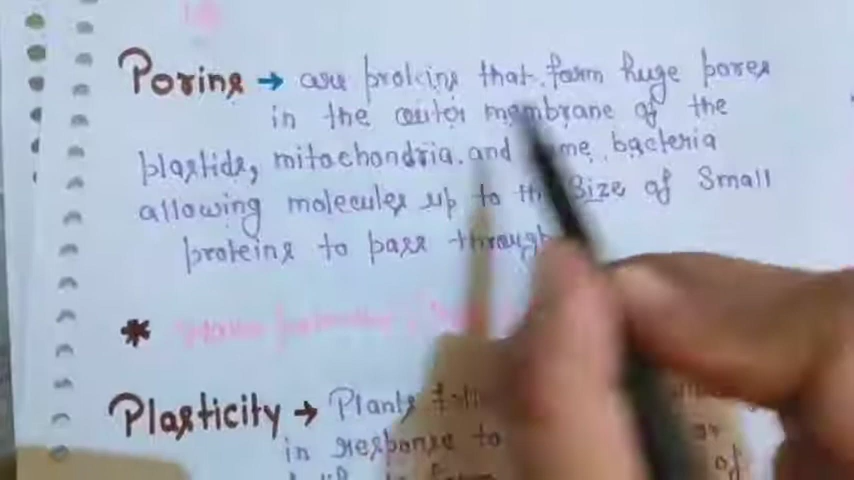 Porins → are proteins that form huge pores
in the outer membrane of the
plastids, mitochondria and some bacteria
allowing molecules up to the size of Small
proteins to pass through
*
Plasticity → Plants
in response to
of